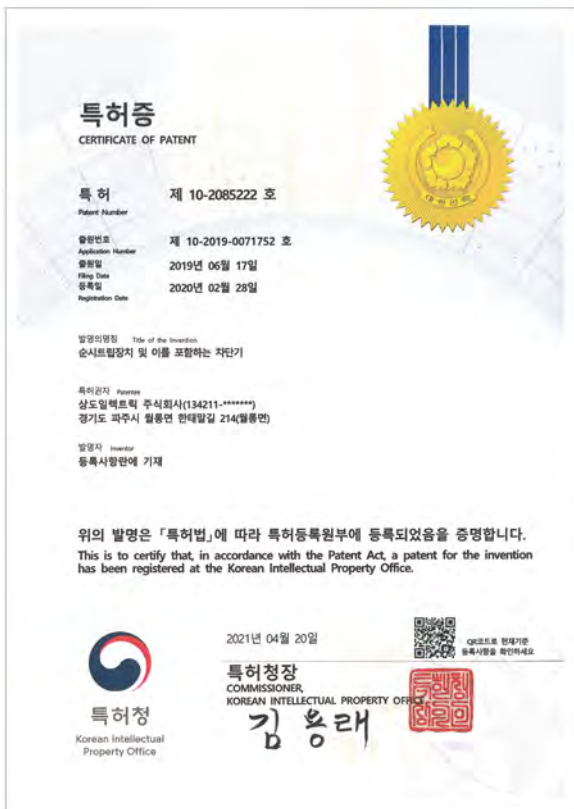 특허증
CERTIFICATE OF PATENT
특 허 제 10-2085222 호
Patent Number
출원번호 제 10-2019-0071752 호
Application Number
출원일 2019년 06월 17일
Filing Date
등록일 2020년 02월 28일
Registration Date
발명의명칭 Title of the Invention
순시트립장치 및 이를 포함하는 차단기
특허권자 Patentee
상도일렉트릭 주식회사(134211-*******)
경기도 파주시 월롱면 한태말길 214(월롱면)
발명자 Inventor
등록사항란에 기재
위의 발명은 「특허법」에 따라 특허등록원부에 등록되었음을 증명합니다.
This is to certify that, in accordance with the Patent Act, a patent for the invention
has been registered at the Korean Intellectual Property Office.
2021년 04월 20일
QR코드로 현재기준
등록사항을 확인하세요
특허청장
COMMISSIONER,
KOREAN INTELLECTUAL PROPERTY OFFICE
김용래
특허청
Korean Intellectual
Property Office